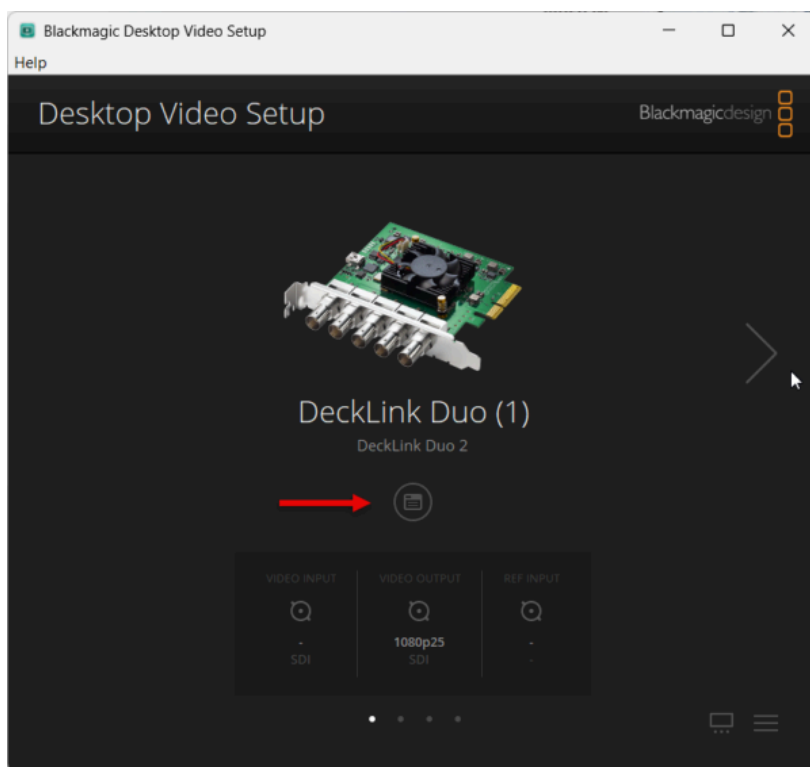 Blackmagic Desktop Video Setup
Help
Desktop Video Setup
Blackmagicdesign
DeckLink Duo (1)
DeckLink Duo 2
VIDEO INPUT VIDEO OUTPUT REF INPUT
- 1080p25 -
SDI SDI -